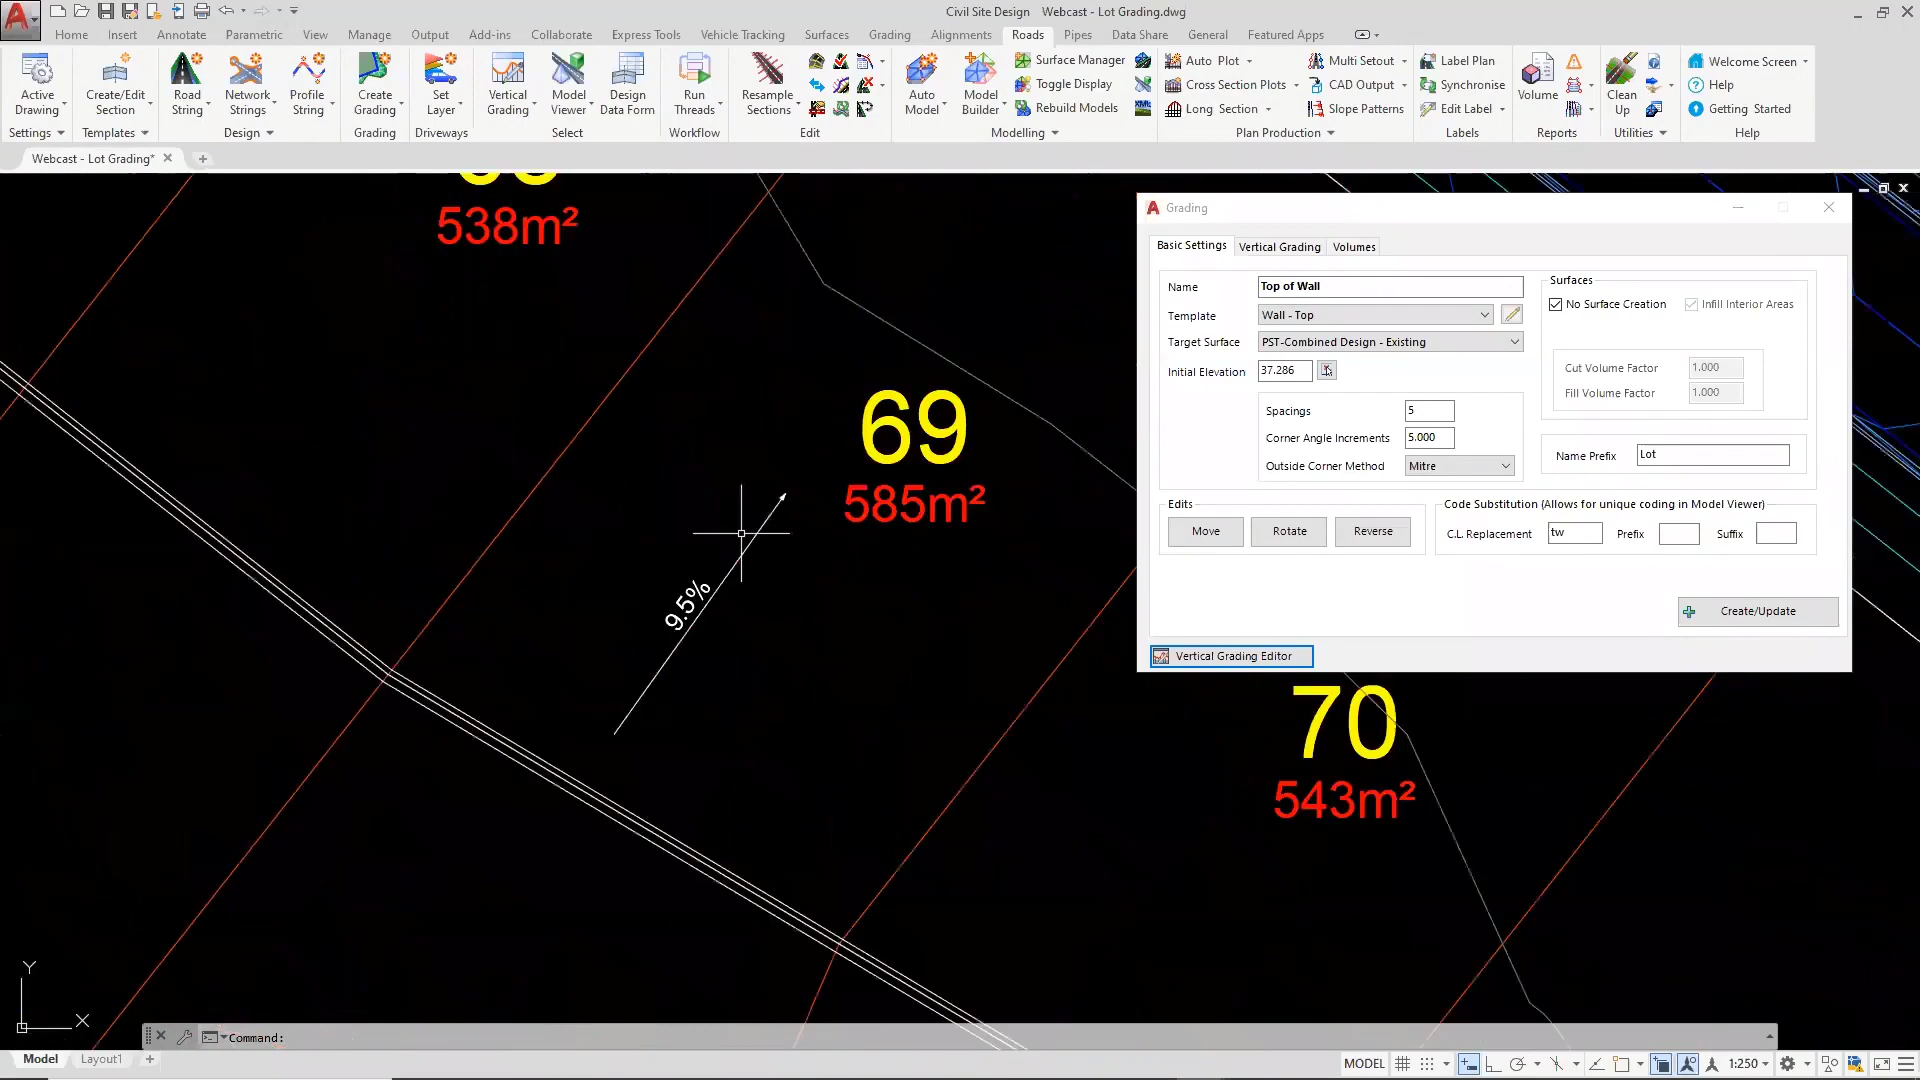 Civil Site Design Webcast - Lot Grading.dwg
Home Insert Annotate Parametric View Manage Output Add-ins Collaborate Express Tools Vehicle Tracking Surfaces Grading Alignments Roads Pipes Data Share General Featured Apps
Active Drawing
Create/Edit Section
Road String
Network Strings
Profile String
Create Grading
Set Layer
Vertical Grading
Model Viewer
Design Data Form
Run Threads
Resample Sections
Auto Model
Model Builder
Surface Manager
Toggle Display
Rebuild Models
Auto Plot
Cross Section Plots
Long Section
Multi Setout
CAD Output
Slope Patterns
Label Plan
Synchronise
Edit Label
Volume
Clean Up
Welcome Screen
Help
Getting Started
Settings Templates Design Grading Driveways Select Workflow Edit Modelling Plan Production Labels Reports Utilities Help
Webcast - Lot Grading*
538m²
69
585m²
9.5%
70
543m²
Grading
Basic Settings Vertical Grading Volumes
Name Top of Wall
Template Wall - Top
Target Surface PST-Combined Design - Existing
Initial Elevation 37.286
Spacings 5
Corner Angle Increments 5.000
Outside Corner Method Mitre
Surfaces
No Surface Creation Infill Interior Areas
Cut Volume Factor 1.000
Fill Volume Factor 1.000
Name Prefix Lot
Edits
Move Rotate Reverse
Code Substitution (Allows for unique coding in Model Viewer)
C.L. Replacement tw Prefix Suffix
Create/Update
Vertical Grading Editor
Y
X
Command:
Model Layout1
MODEL 1:250